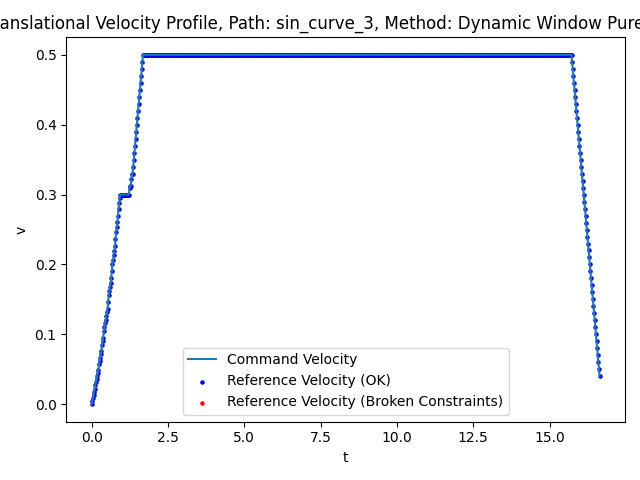 anslational Velocity Profile, Path: sin_curve_3, Method: Dynamic Window Pure
0.5
0.4
0.3
0.2
0.1
0.0
v
Command Velocity
Reference Velocity (OK)
Reference Velocity (Broken Constraints)
0.0 2.5 5.0 7.5 10.0 12.5 15.0
t